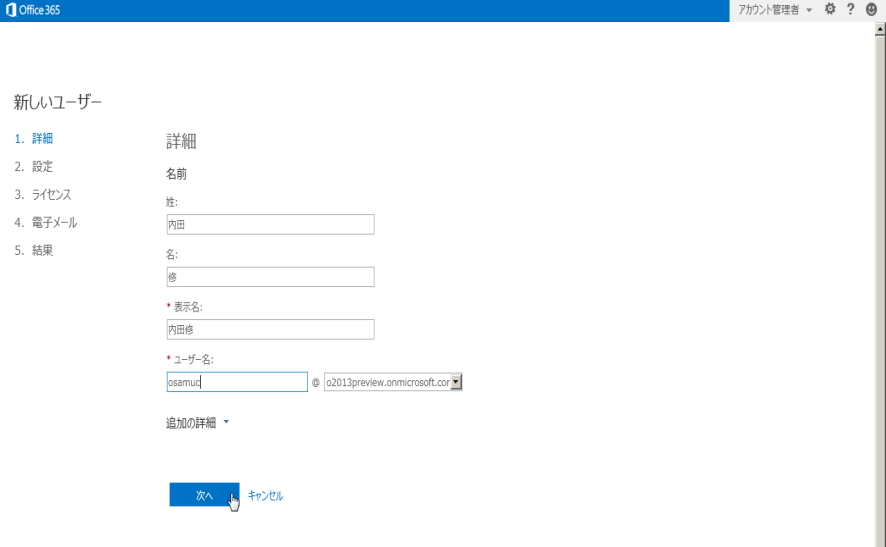 Office 365
アカウント管理者
?
新しいユーザー
1. 詳細
2. 設定
3. ライセンス
4. 電子メール
5. 結果
詳細
名前
姓:
内田
名:
修
* 表示名:
内田修
* ユーザー名:
osamuc
@ o2013preview.onmicrosoft.cor
追加の詳細
次へ
キャンセル